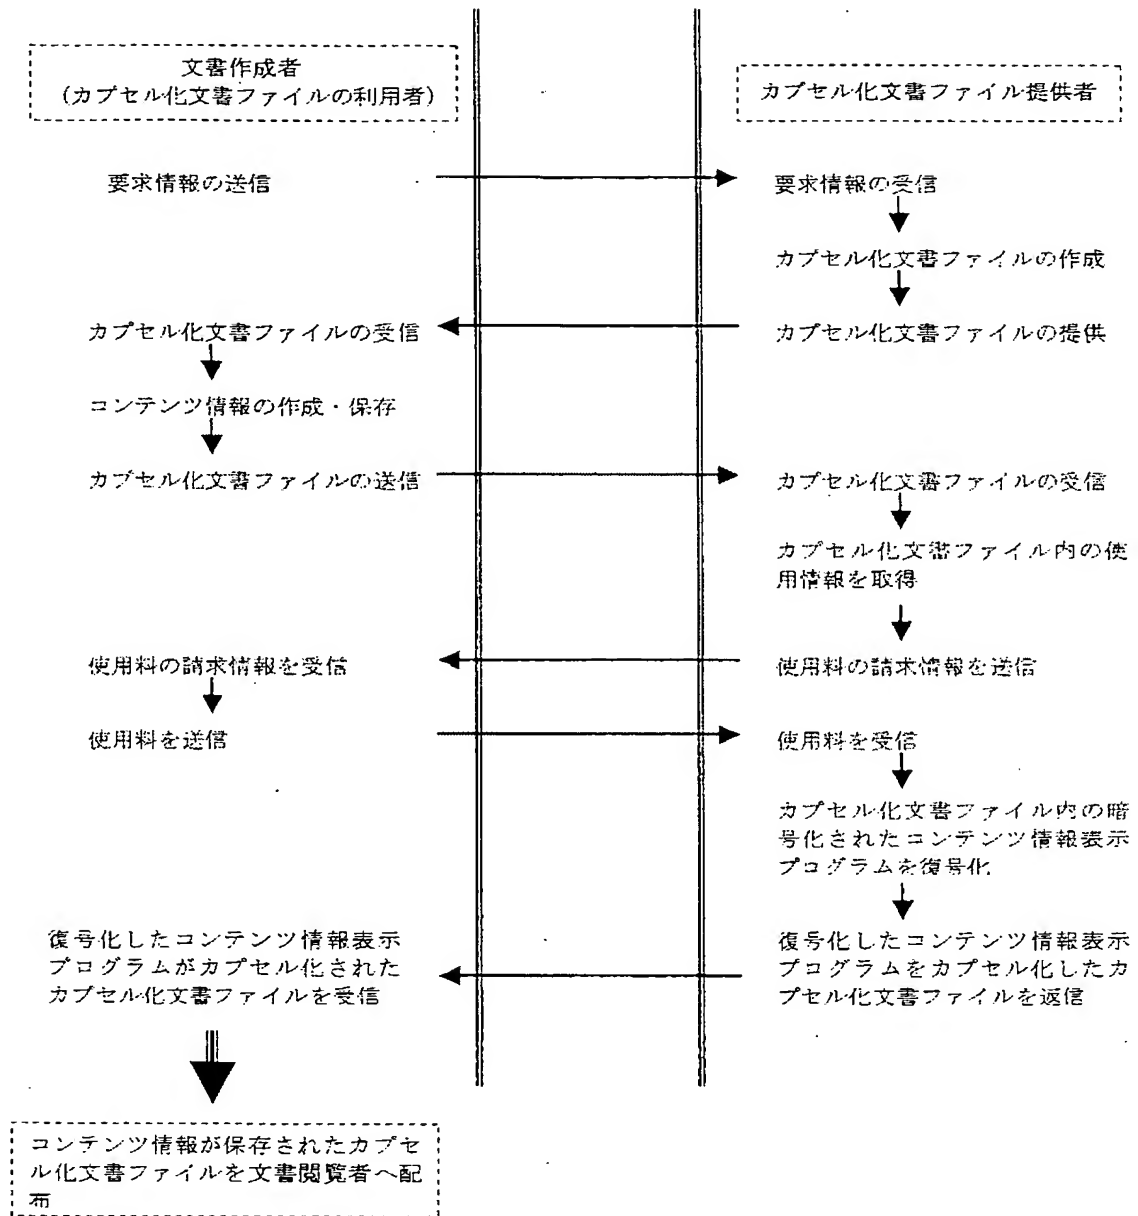 文書作成者
(カプセル化文書ファイルの利用者)
カプセル化文書ファイル提供者
要求情報の送信
要求情報の受信
カプセル化文書ファイルの作成
カプセル化文書ファイルの受信
カプセル化文書ファイルの提供
コンテンツ情報の作成・保存
カプセル化文書ファイルの送信
カプセル化文書ファイルの受信
カプセル化文書ファイル内の使
用情報を取得
使用料の請求情報を受信
使用料の請求情報を送信
使用料を送信
使用料を受信
カプセル化文書ファイル内の暗
号化されたコンテンツ情報表示
プログラムを復号化
復号化したコンテンツ情報表示
プログラムがカプセル化された
カプセル化文書ファイルを受信
復号化したコンテンツ情報表示
プログラムをカプセル化したカ
プセル化文書ファイルを返信
コンテンツ情報が保存されたカプセ
ル化文書ファイルを文書閲覧者へ配
布